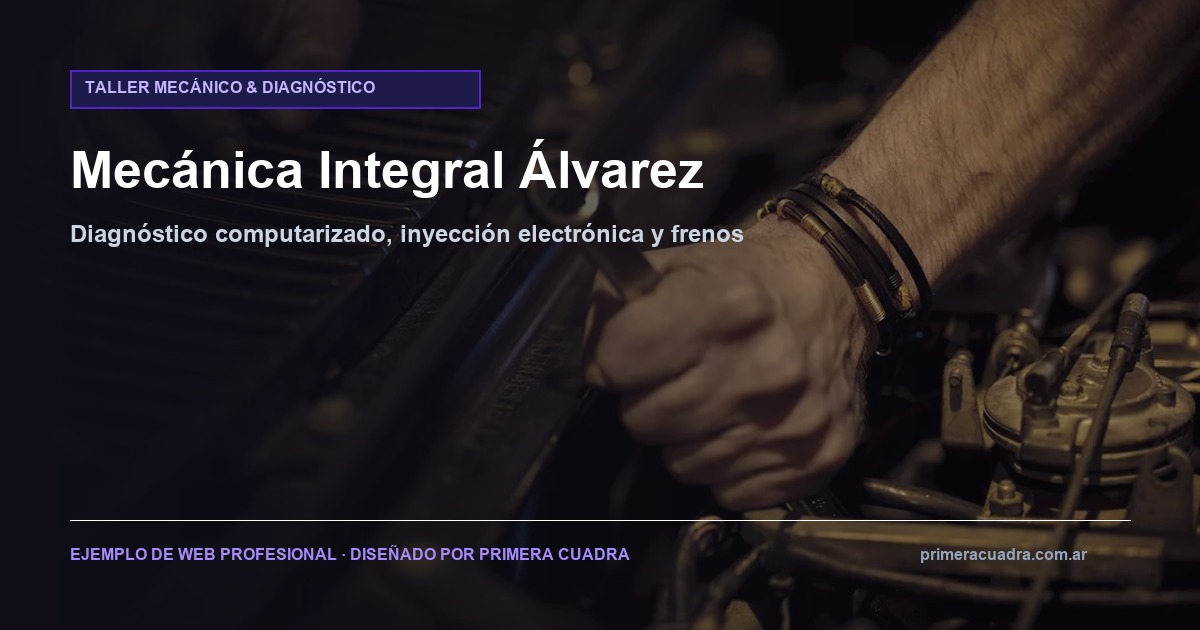 TALLER MECÁNICO & DIAGNÓSTICO
Mecánica Integral Álvarez
Diagnóstico computarizado, inyección electrónica y frenos
EJEMPLO DE WEB PROFESIONAL · DISEÑADO POR PRIMERA CUADRA
primeracuadra.com.ar